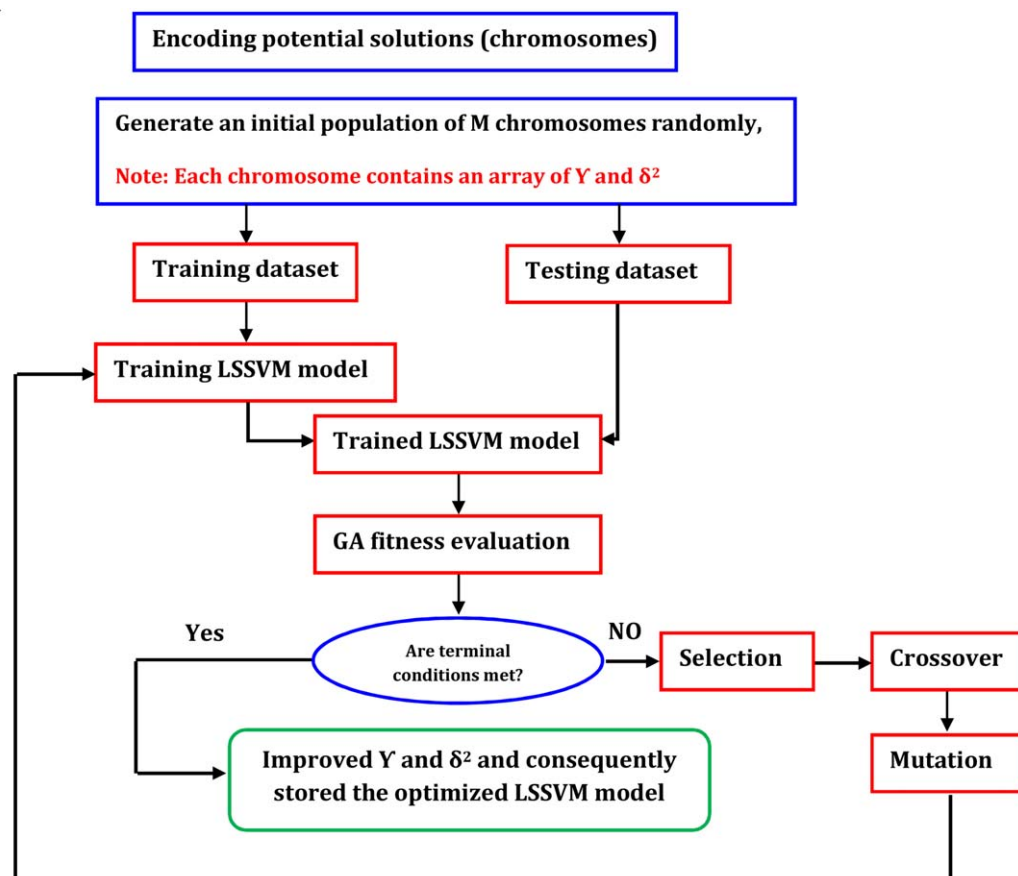 Encoding potential solutions (chromosomes)
Generate an initial population of M chromosomes randomly,
Note: Each chromosome contains an array of ϒ and δ²
Training dataset
Testing dataset
Training LSSVM model
Trained LSSVM model
GA fitness evaluation
Yes
Are terminal
conditions met?
NO
Selection
Crossover
Improved ϒ and δ² and consequently
stored the optimized LSSVM model
Mutation